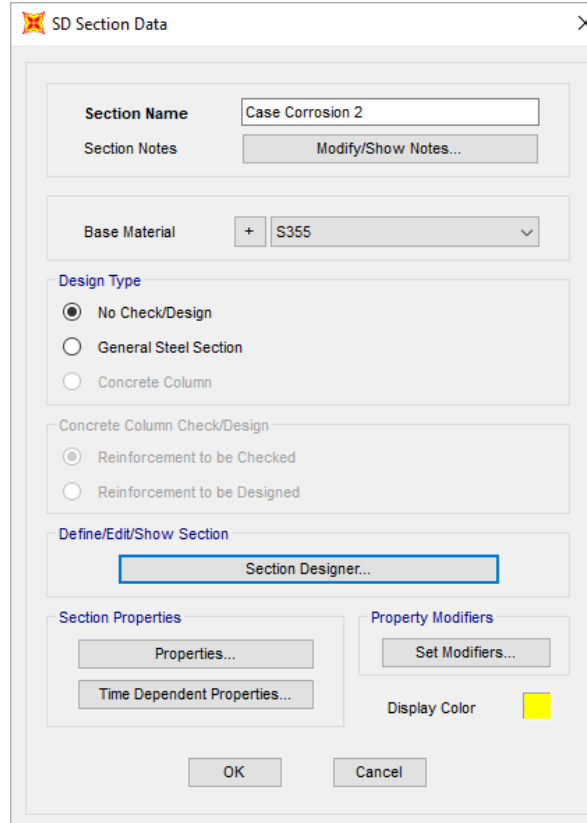 SD Section Data
Section Name Case Corrosion 2
Section Notes Modify/Show Notes...
Base Material + S355
Design Type
No Check/Design
General Steel Section
Concrete Column
Concrete Column Check/Design
Reinforcement to be Checked
Reinforcement to be Designed
Define/Edit/Show Section
Section Designer...
Section Properties Property Modifiers
Properties... Set Modifiers...
Time Dependent Properties... Display Color
OK Cancel